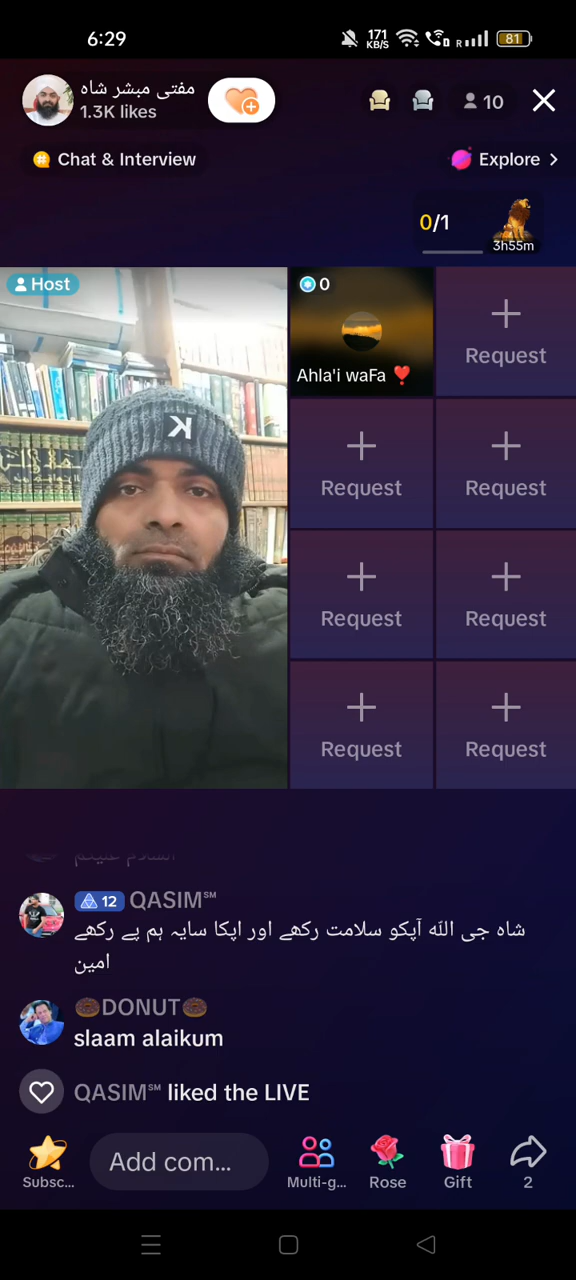 6:29
171
KB/S
R
81
مفتی مبشر شاہ
1.3K likes
10
Chat & Interview
Explore >
0/1
3h55m
Host
0
Ahla'i waFa ❣️
K
Request
Request
Request
Request
Request
Request
Request
السلام علیکم
12 QASIM℠
شاہ جی اللّٰہ آپکو سلامت رکھے اور اپکا سایہ ہم پے رکھے
امین
🍩DONUT🍩
slaam alaikum
QASIM℠ liked the LIVE
Subsc...
Add com...
Multi-g...
Rose
Gift
2